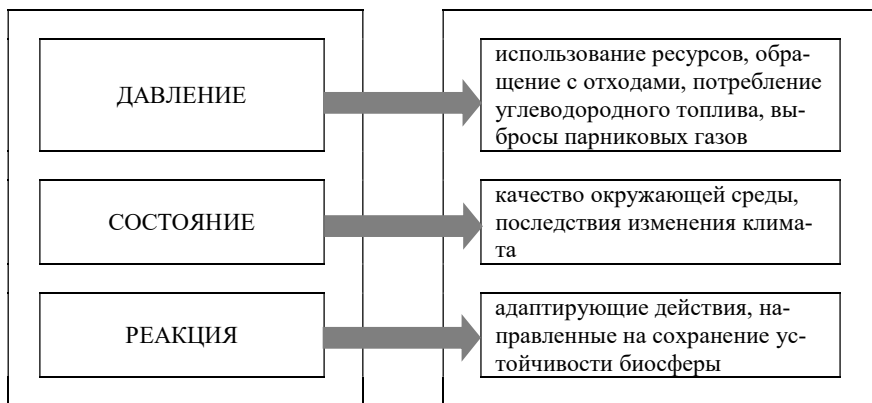 ДАВЛЕНИЕ
использование ресурсов, обра-
щение с отходами, потребление
углеводородного топлива, вы-
бросы парниковых газов
СОСТОЯНИЕ
качество окружающей среды,
последствия изменения клима-
та
РЕАКЦИЯ
адаптирующие действия, на-
правленные на сохранение ус-
тойчивости биосферы